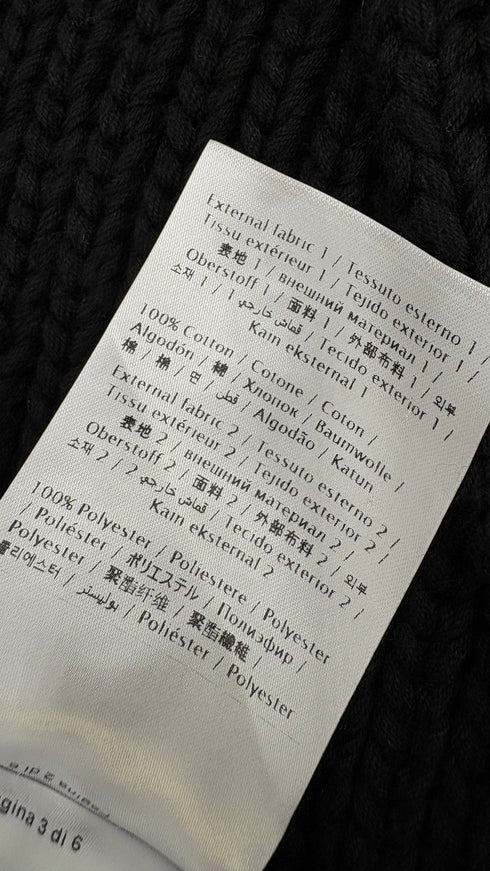 External fabric 1 / Tessuto esterno 1 /
Tissu extérieur 1 / Tejido exterior 1 /
表地 1 / внешний материал 1 /
Oberstoff 1 / 面料 1 / 外部布料 1 / 외부
소재 1 / قماش خارجي 1 / Tecido exterior 1 /
Kain eksternal 1
100% Cotton / Cotone / Coton /
Algodón / 綿 / Хлопок / Baumwolle /
棉 / 棉 / 면 / قطن / Algodão / Katun
External fabric 2 / Tessuto esterno 2 /
Tissu extérieur 2 / Tejido exterior 2 /
表地 2 / внешний материал 2 /
Oberstoff 2 / 面料 2 / 外部布料 2 / 외부
소재 2 / قماش خارجي 2 / Tecido exterior 2 /
Kain eksternal 2
100% Polyester / Poliestere / Polyester
/ Poliéster / ポリエステル / Полиэфир /
Polyester / 聚酯纤维 / 聚酯纖維 /
폴리에스터 / بوليستر / Poliéster / Polyester
gina 3 di 6